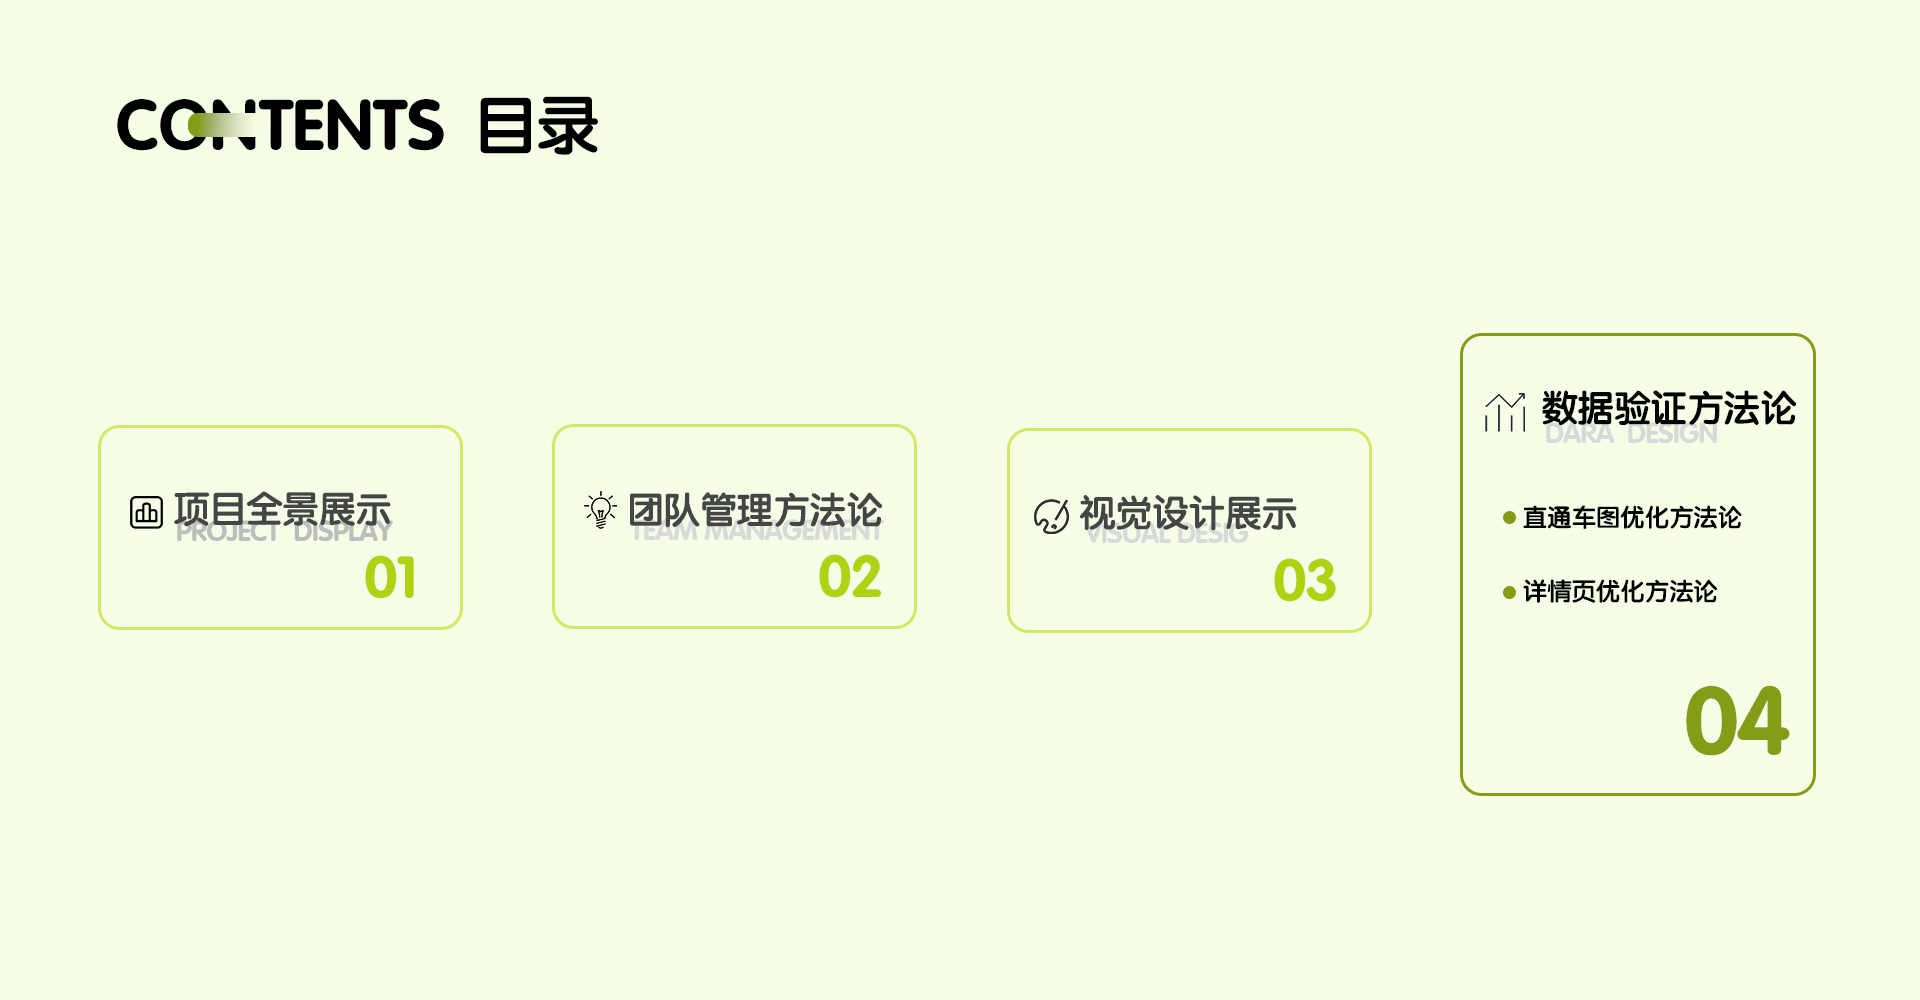 CONTENTS 目录
项目全景展示
PROJECT DISPLAY
01
团队管理方法论
TEAM MANAGEMENT
02
视觉设计展示
VISUAL DESIG
03
数据验证方法论
DARA DESIGN
直通车图优化方法论
详情页优化方法论
04